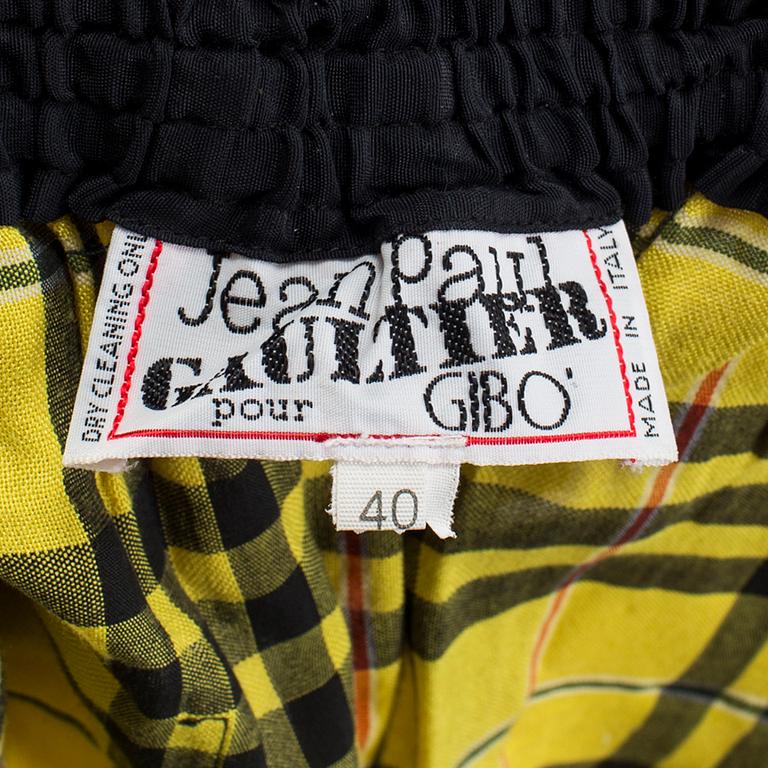 DRY CLEANING ONLY
Jean Paul
GAULTIER
pour GIBO'
MADE IN ITALY
40